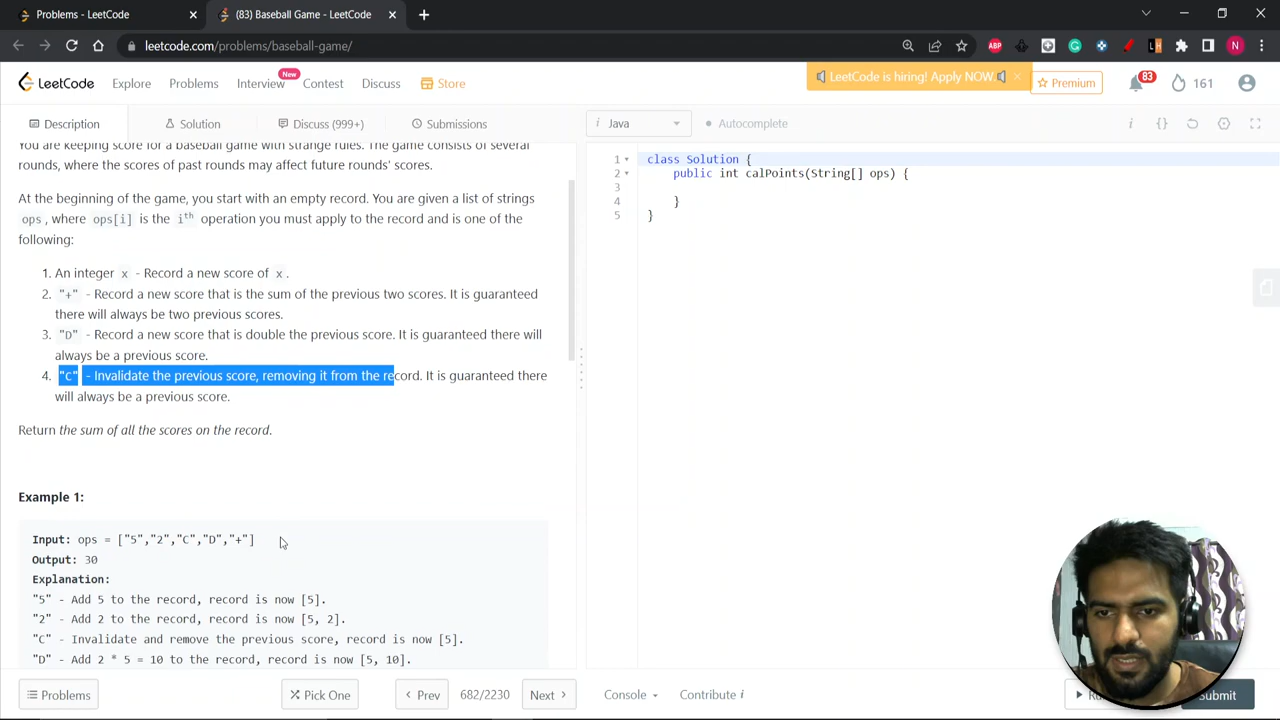 Problems - LeetCode
(83) Baseball Game - LeetCode
leetcode.com/problems/baseball-game/
ABP
LH
N
LeetCode Explore Problems Interview New Contest Discuss Store
LeetCode is hiring! Apply NOW.
Premium
83
161
Description Solution Discuss (999+) Submissions
i Java Autocomplete
You are keeping score for a baseball game with strange rules. The game consists of several
rounds, where the scores of past rounds may affect future rounds' scores.
At the beginning of the game, you start with an empty record. You are given a list of strings
ops, where ops[i] is the ith operation you must apply to the record and is one of the
following:
1. An integer x - Record a new score of x.
2. "+" - Record a new score that is the sum of the previous two scores. It is guaranteed
there will always be two previous scores.
3. "D" - Record a new score that is double the previous score. It is guaranteed there will
always be a previous score.
4. "C" - Invalidate the previous score, removing it from the record. It is guaranteed there
will always be a previous score.
Return the sum of all the scores on the record.
Example 1:
Input: ops = ["5","2","C","D","+"]
Output: 30
Explanation:
"5" - Add 5 to the record, record is now [5].
"2" - Add 2 to the record, record is now [5, 2].
"C" - Invalidate and remove the previous score, record is now [5].
"D" - Add 2 * 5 = 10 to the record, record is now [5, 10].
1 class Solution {
2 public int calPoints(String[] ops) {
3
4 }
5 }
Problems Pick One Prev 682/2230 Next Console Contribute i
Submit